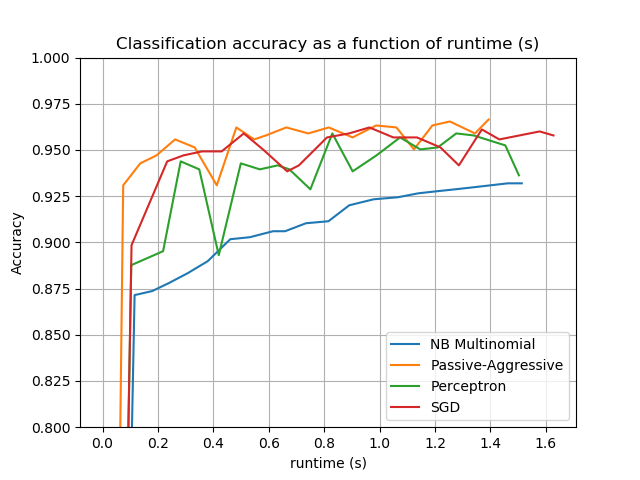 Classification accuracy as a function of runtime (s)
1.000
0.975
0.950
0.925
0.900
0.875
0.850
0.825
0.800
Accuracy
NB Multinomial
Passive-Aggressive
Perceptron
SGD
0.0 0.2 0.4 0.6 0.8 1.0 1.2 1.4 1.6
runtime (s)